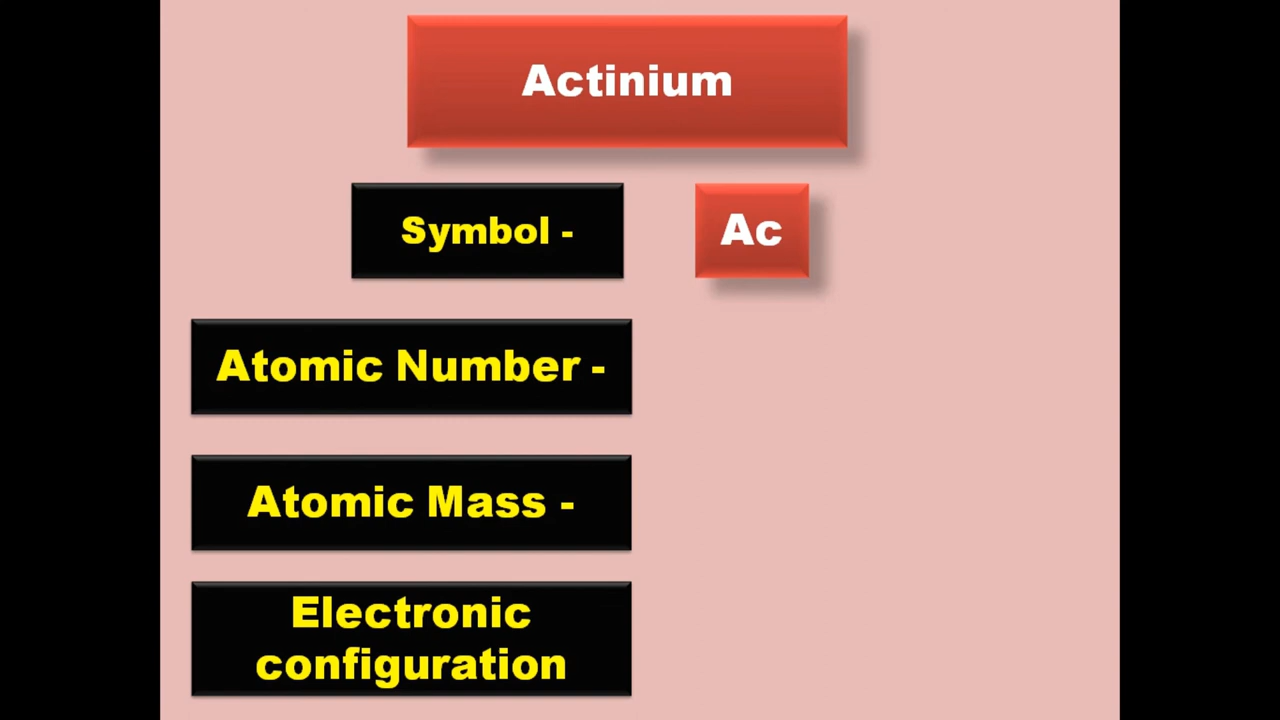 Actinium
Symbol -
Ac
Atomic Number -
Atomic Mass -
Electronic
configuration